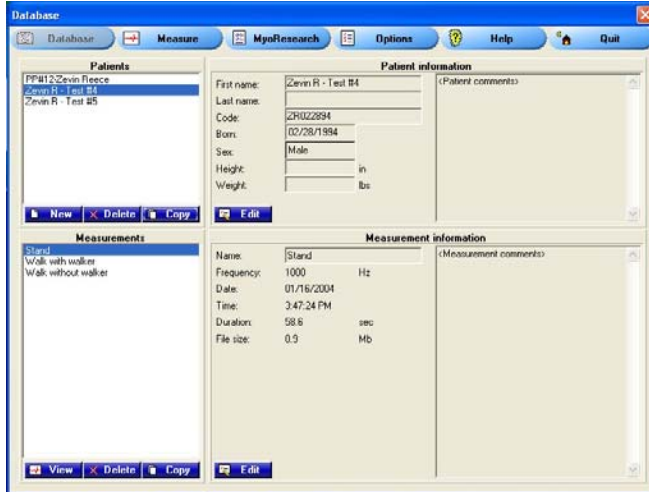 Database
Database Measure MyoResearch Options Help Quit
Patients
PP#12-Zevin Reece
Zevin R - Test #4
Zevin R - Test #5
New Delete Copy
Patient information
First name: Zevin R - Test #4
Last name:
Code: ZR022894
Born: 02/28/1994
Sex: Male
Height: in
Weight: lbs
<Patient comments>
Edit
Measurements
Stand
Walk with walker
Walk without walker
View Delete Copy
Measurement information
Name: Stand
Frequency: 1000 Hz
Date: 01/16/2004
Time: 3:47:24 PM
Duration: 58.6 sec
File size: 0.9 Mb
<Measurement comments>
Edit